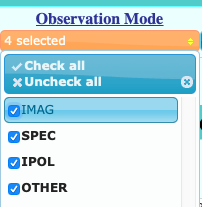 Observation Mode
4 selected
Check all
Uncheck all
IMAG
SPEC
IPOL
OTHER